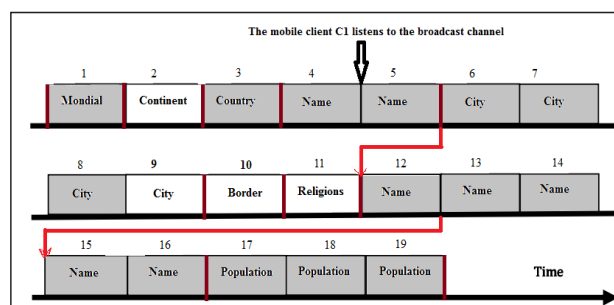 The mobile client C1 listens to the broadcast channel
1 2 3 4 5 6 7
Mondial Continent Country Name Name City City
8 9 10 11 12 13 14
City City Border Religions Name Name Name
15 16 17 18 19
Name Name Population Population Population Time